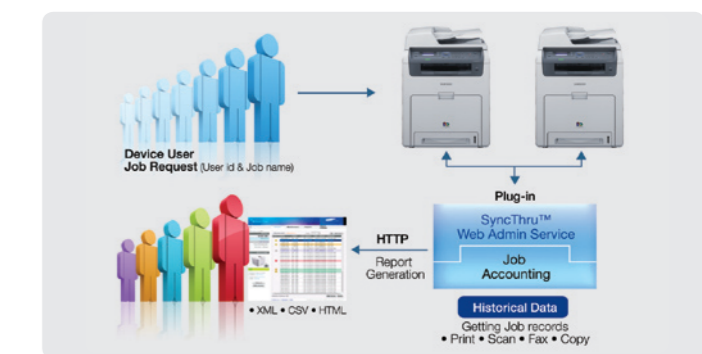 Device User
Job Request (User id & Job name)
Plug-in
SyncThru™
Web Admin Service
HTTP
Report
Generation
Job
Accounting
• XML • CSV • HTML
Historical Data
Getting Job records
• Print • Scan • Fax • Copy